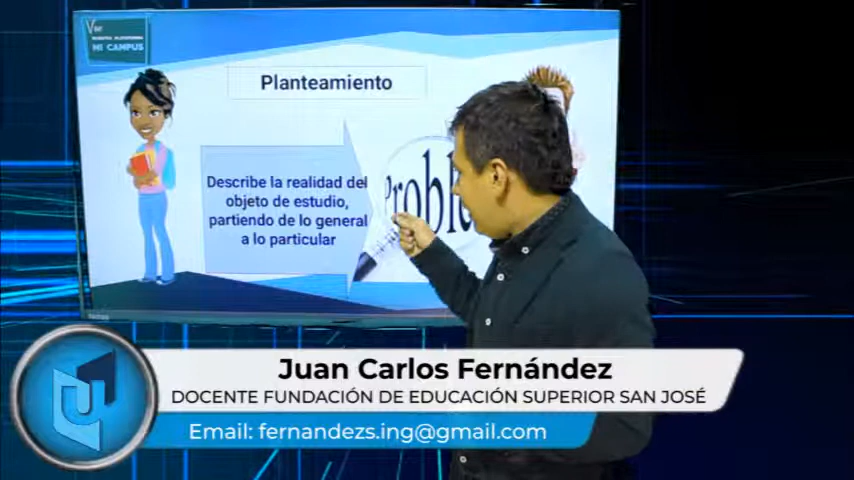 MI CAMPUS
Planteamiento
Describe la realidad del
objeto de estudio,
partiendo de lo general
a lo particular
Proble
Juan Carlos Fernández
DOCENTE FUNDACIÓN DE EDUCACIÓN SUPERIOR SAN JOSÉ
Email: fernandezs.ing@gmail.com